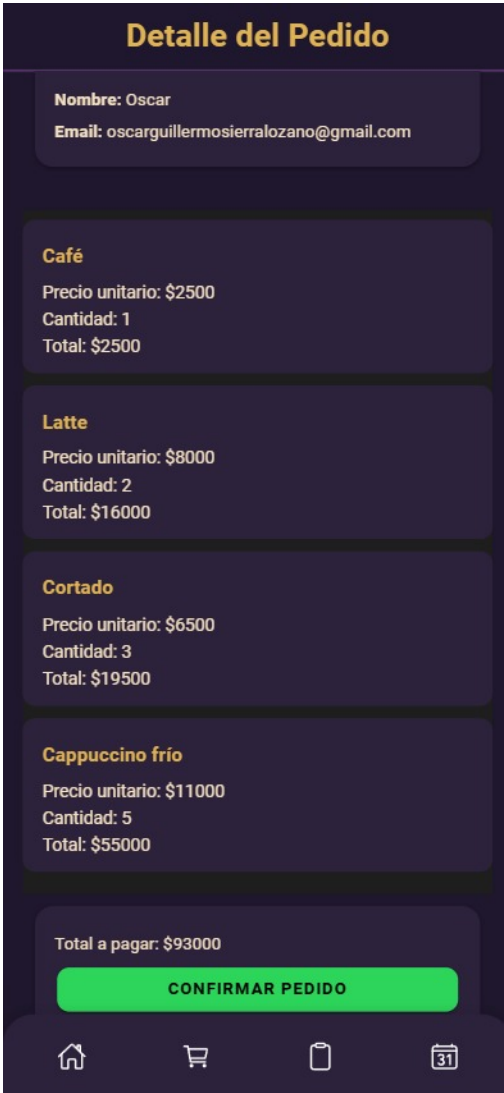 Detalle del Pedido
Nombre: Oscar
Email: oscarguillermosierralozano@gmail.com
Café
Precio unitario: $2500
Cantidad: 1
Total: $2500
Latte
Precio unitario: $8000
Cantidad: 2
Total: $16000
Cortado
Precio unitario: $6500
Cantidad: 3
Total: $19500
Cappuccino frío
Precio unitario: $11000
Cantidad: 5
Total: $55000
Total a pagar: $93000
CONFIRMAR PEDIDO
31